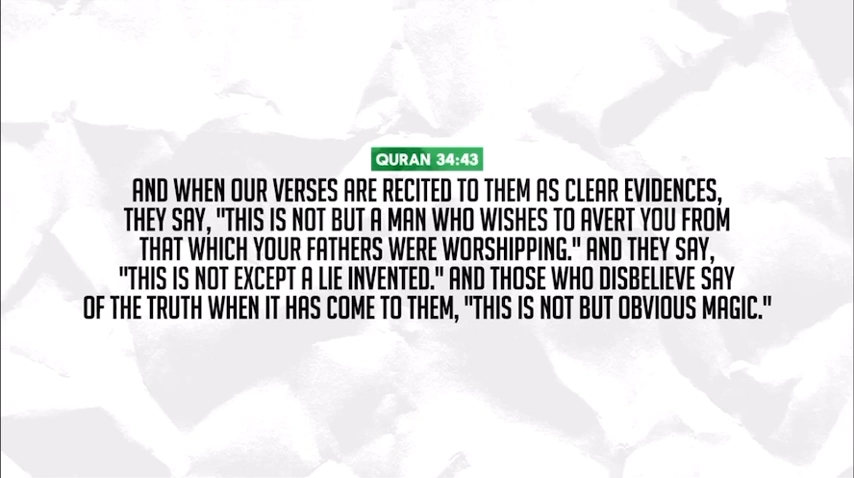 QURAN 34:43
AND WHEN OUR VERSES ARE RECITED TO THEM AS CLEAR EVIDENCES,
THEY SAY, "THIS IS NOT BUT A MAN WHO WISHES TO AVERT YOU FROM
THAT WHICH YOUR FATHERS WERE WORSHIPPING." AND THEY SAY,
"THIS IS NOT EXCEPT A LIE INVENTED." AND THOSE WHO DISBELIEVE SAY
OF THE TRUTH WHEN IT HAS COME TO THEM, "THIS IS NOT BUT OBVIOUS MAGIC."